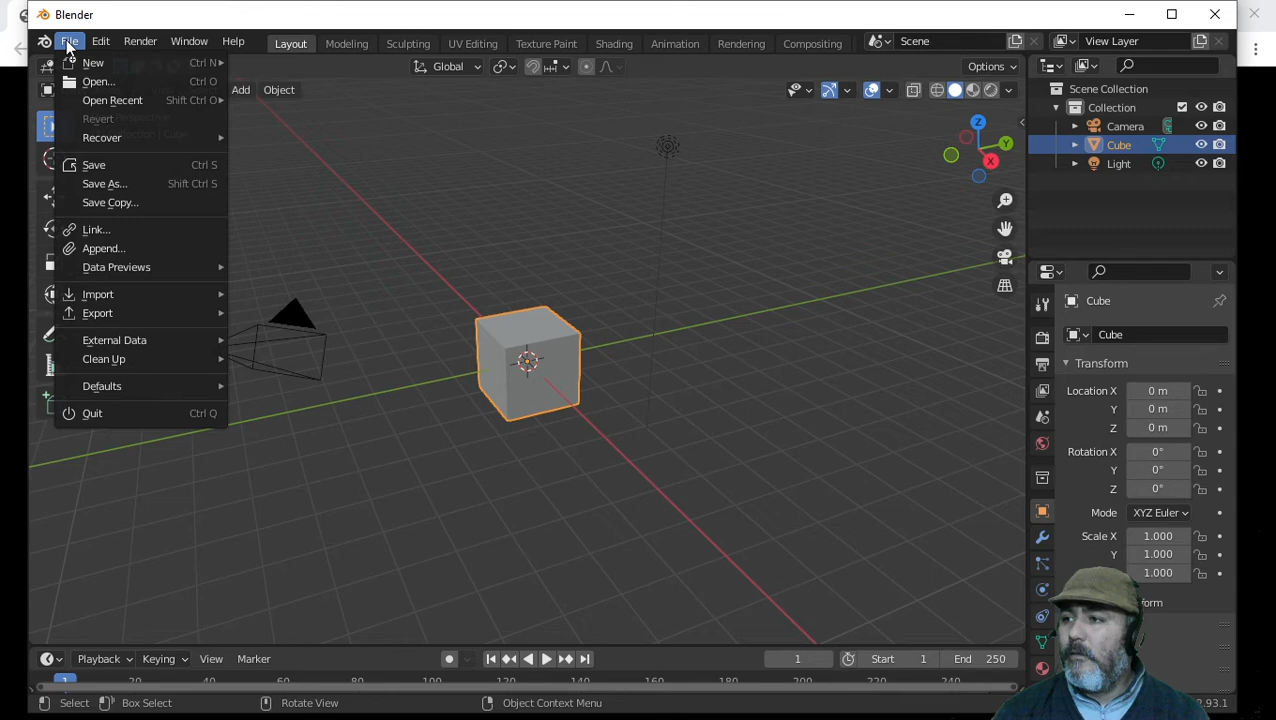 Blender
File Edit Render Window Help Layout Modeling Sculpting UV Editing Texture Paint Shading Animation Rendering Compositing Scene View Layer
Global Options
Add Object
New Ctrl N
Open... Ctrl O
Open Recent Shift Ctrl O
Revert
Recover
Save Ctrl S
Save As... Shift Ctrl S
Save Copy...
Link...
Append...
Data Previews
Import
Export
External Data
Clean Up
Defaults
Quit Ctrl Q
Z
Y
X
Scene Collection
Collection
Camera
Cube
Light
Cube
Cube
Transform
Location X 0 m
Y 0 m
Z 0 m
Rotation X 0°
Y 0°
Z 0°
Mode XYZ Euler
Scale X 1.000
Y 1.000
1.000
Playback Keying View Marker 1 Start 1 End 250
1 20 40 60 80 100 120 140 160 180 200 220 240
Select Box Select Rotate View Object Context Menu 2.93.1